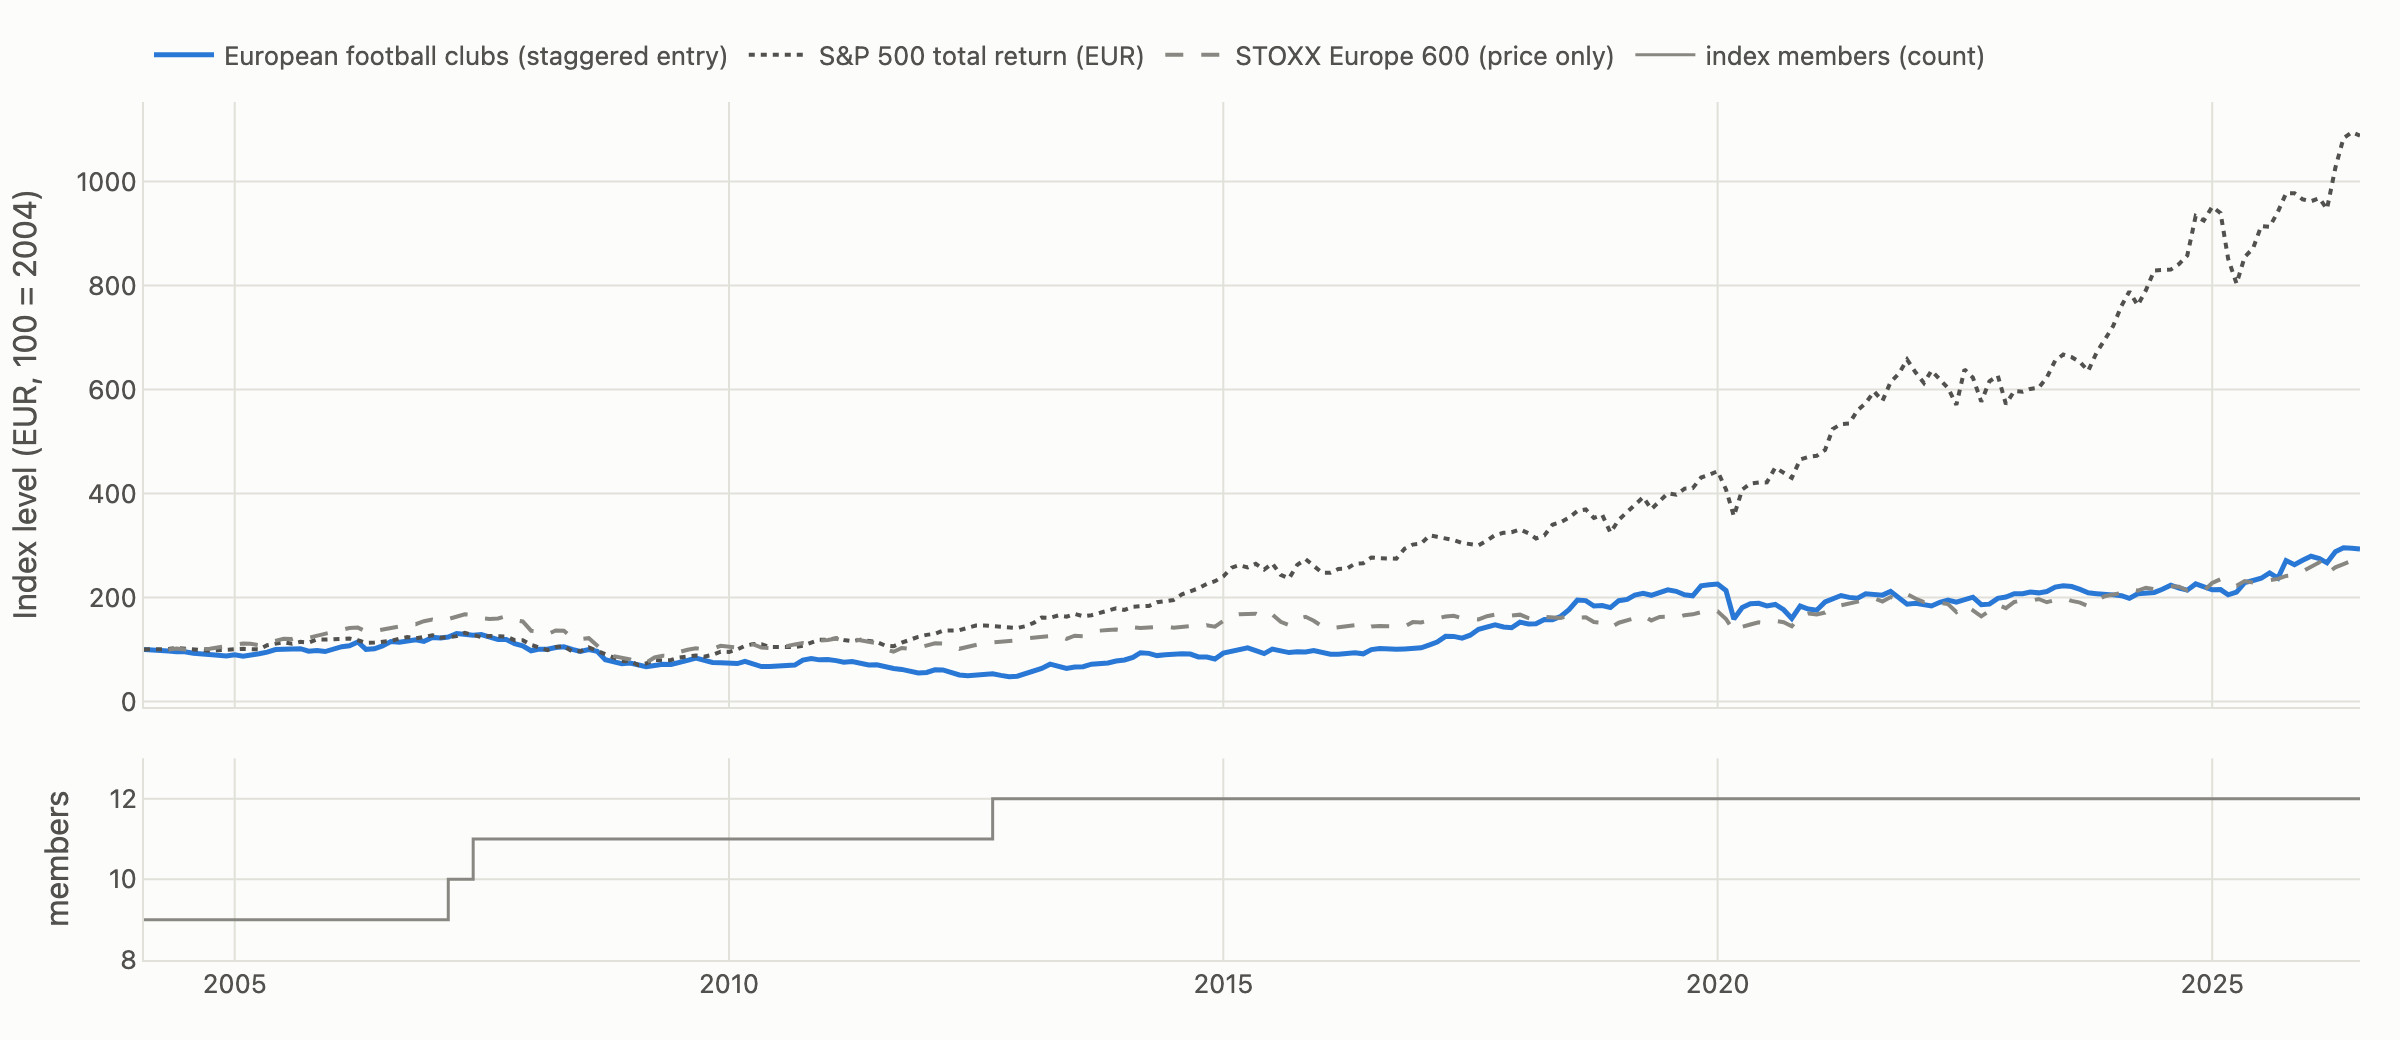 European football clubs (staggered entry) S&P 500 total return (EUR) STOXX Europe 600 (price only) index members (count)
Index level (EUR, 100 = 2004)
1000
800
600
400
200
0
members
12
10
8
2005 2010 2015 2020 2025